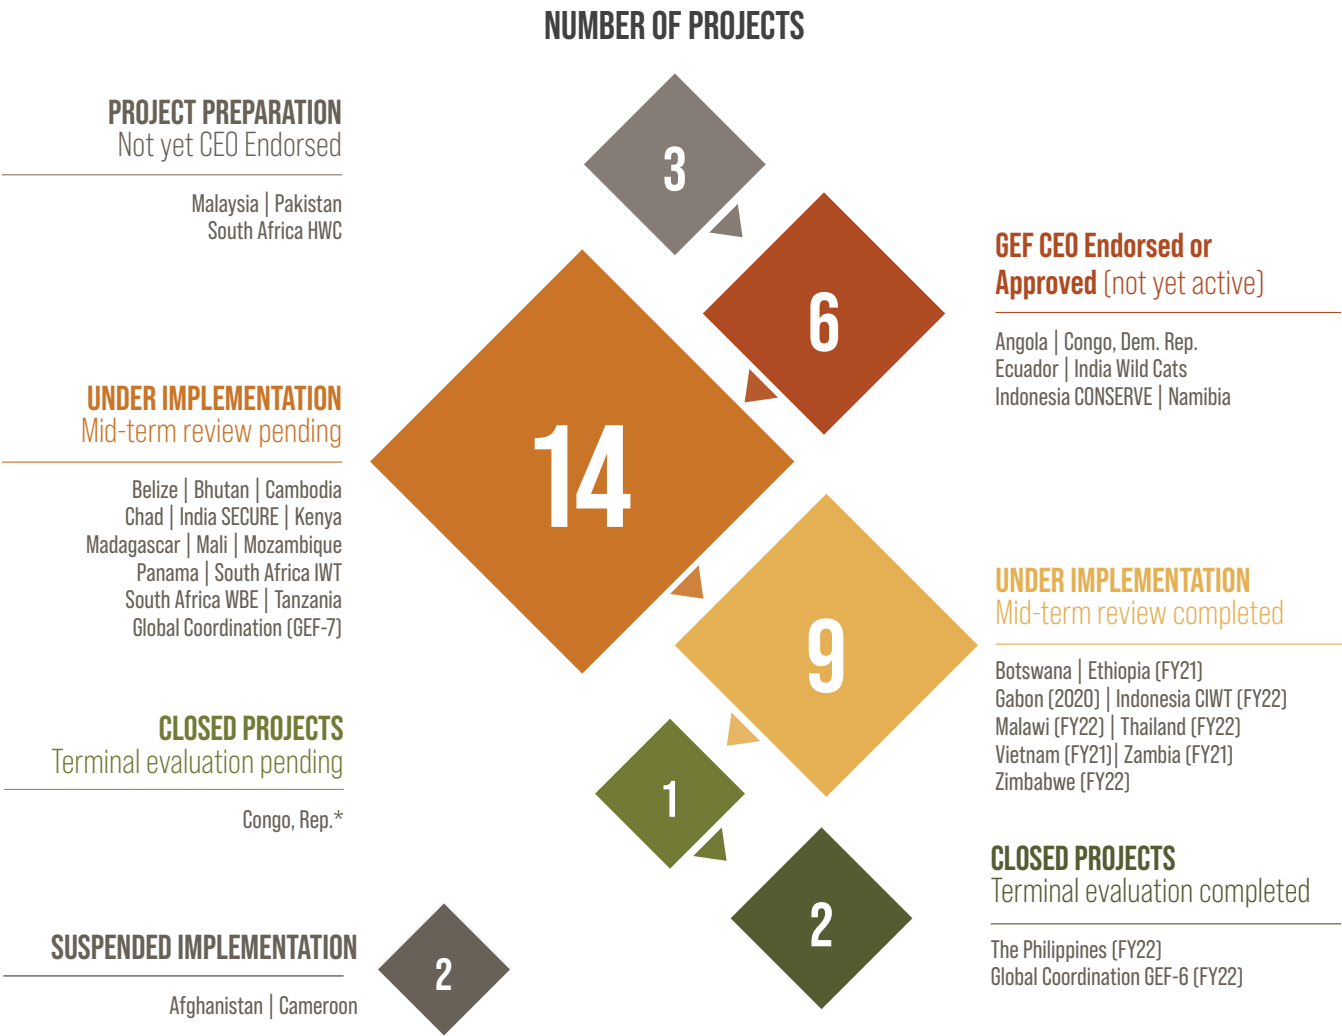 NUMBER OF PROJECTS
PROJECT PREPARATION
Not yet CEO Endorsed
Malaysia | Pakistan
South Africa HWC
3
GEF CEO Endorsed or
Approved (not yet active)
Angola | Congo, Dem. Rep.
Ecuador | India Wild Cats
Indonesia CONSERVE | Namibia
6
UNDER IMPLEMENTATION
Mid-term review pending
Belize | Bhutan | Cambodia
Chad | India SECURE | Kenya
Madagascar | Mali | Mozambique
Panama | South Africa IWT
South Africa WBE | Tanzania
Global Coordination (GEF-7)
14
UNDER IMPLEMENTATION
Mid-term review completed
Botswana | Ethiopia (FY21)
Gabon (2020) | Indonesia CIWT (FY22)
Malawi (FY22) | Thailand (FY22)
Vietnam (FY21)| Zambia (FY21)
Zimbabwe (FY22)
9
CLOSED PROJECTS
Terminal evaluation pending
Congo, Rep.*
1
CLOSED PROJECTS
Terminal evaluation completed
The Philippines (FY22)
Global Coordination GEF-6 (FY22)
2
SUSPENDED IMPLEMENTATION
Afghanistan | Cameroon
2